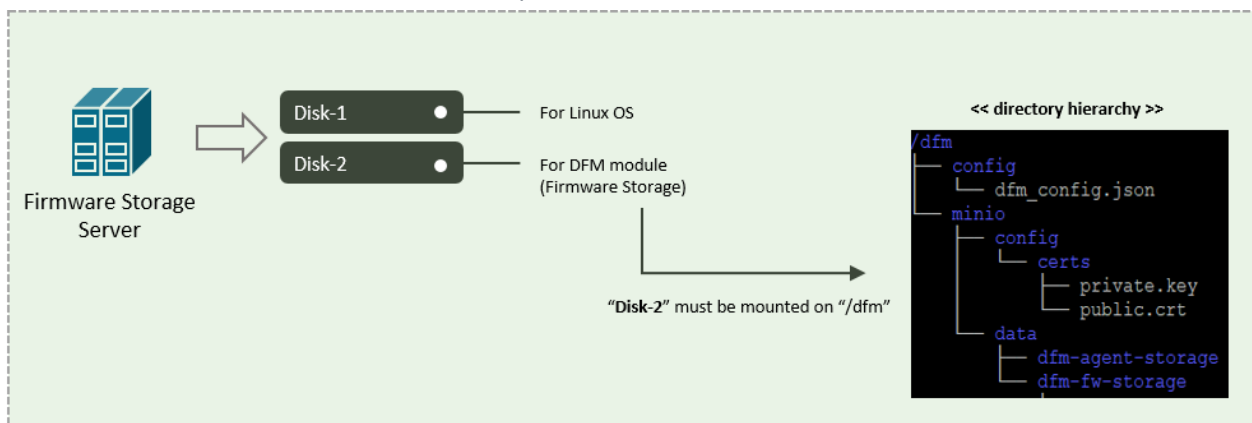 Firmware Storage
Server
Disk-1
Disk-2
For Linux OS
For DFM module
(Firmware Storage)
“Disk-2” must be mounted on “/dfm”
<< directory hierarchy >>
/dfm
├── config
│   └── dfm_config.json
└── minio
    ├── config
    │   └── certs
    │       ├── private.key
    │       └── public.crt
    └── data
        ├── dfm-agent-storage
        └── dfm-fw-storage